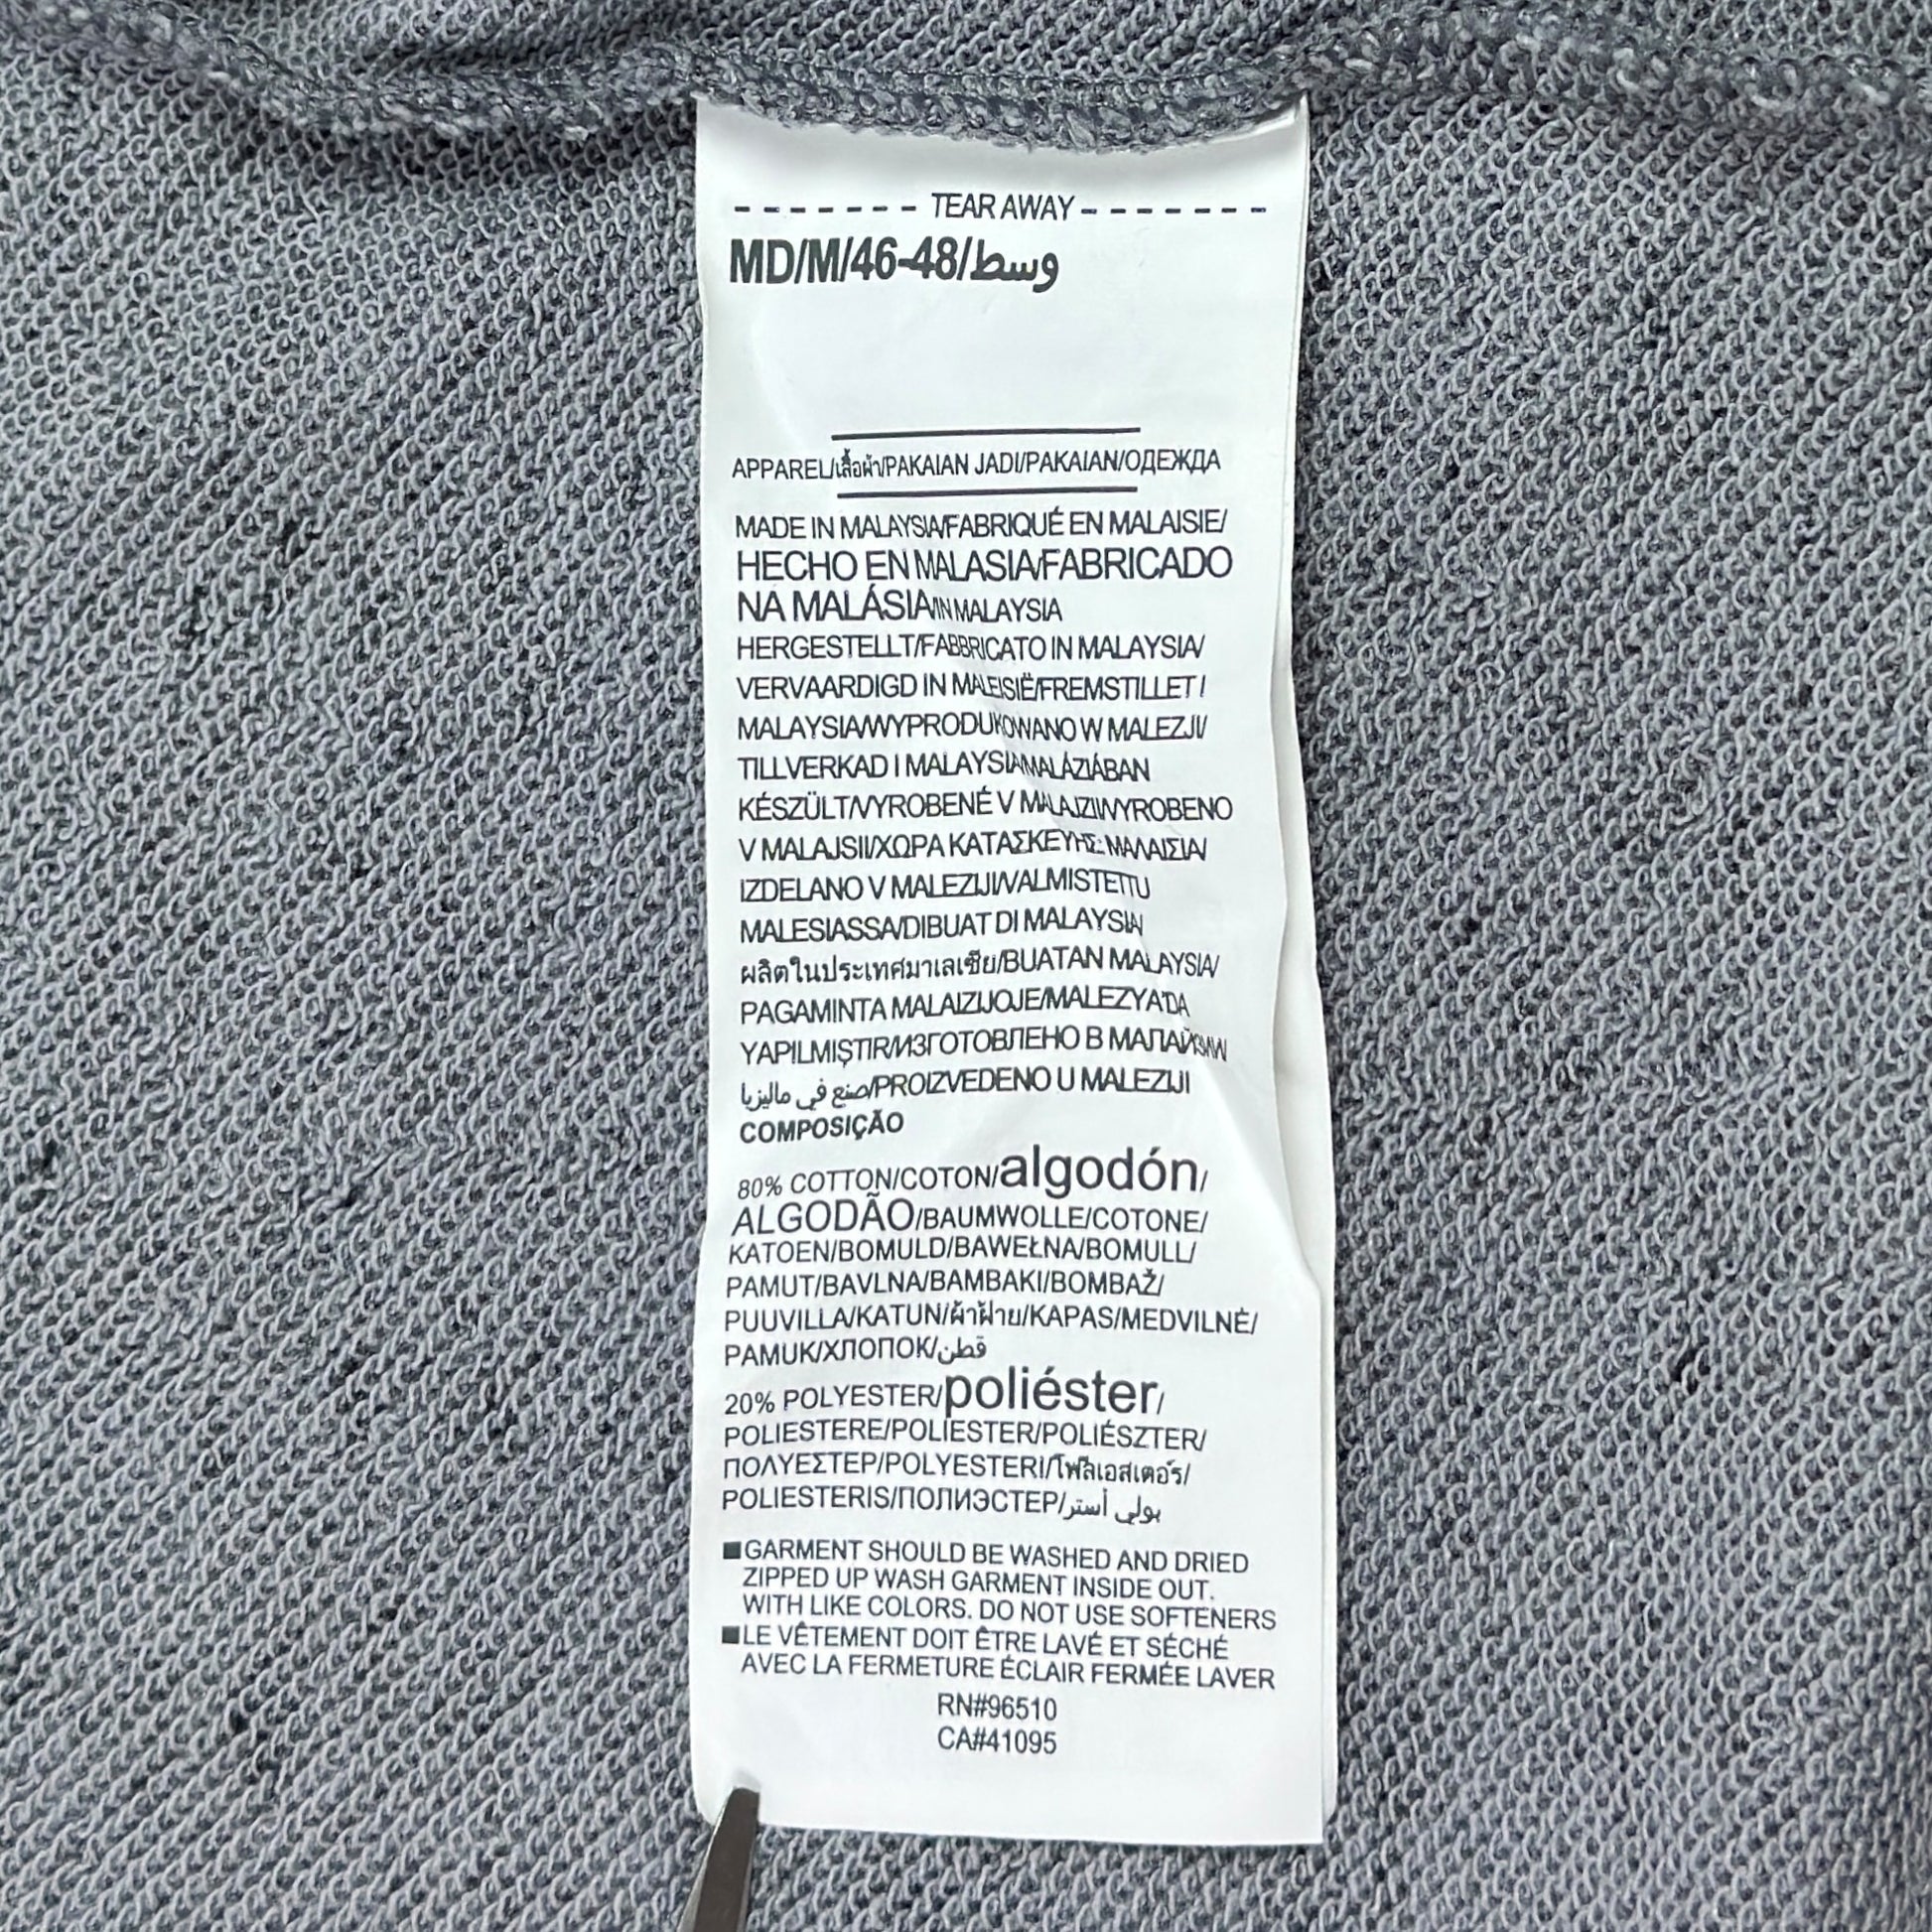 ------- TEAR AWAY -------
MD/M/46-48/وسط
APPAREL/เสื้อผ้า/PAKAIAN JADI/PAKAIAN/ОДЕЖДА
MADE IN MALAYSIA/FABRIQUÉ EN MALAISIE/
HECHO EN MALASIA/FABRICADO
NA MALÁSIA/IN MALAYSIA
HERGESTELLT/FABBRICATO IN MALAYSIA/
VERVAARDIGD IN MALEISIË/FREMSTILLET I
MALAYSIA/WYPRODUKOWANO W MALEZJI/
TILLVERKAD I MALAYSIA/MALÁZIÁBAN
KÉSZÜLT/VYROBENÉ V MALAJZII/VYROBENO
V MALAJSII/ΧΩΡΑ ΚΑΤΑΣΚΕΥΗΣ: ΜΑΛΑΙΣΙΑ/
IZDELANO V MALEZIJI/VALMISTETTU
MALESIASSA/DIBUAT DI MALAYSIA/
ผลิตในประเทศมาเลเซีย/BUATAN MALAYSIA/
PAGAMINTA MALAIZIJOJE/MALEZYA'DA
YAPILMIŞTIR/ИЗГОТОВЛЕНО В МАЛАЙЗИИ/
صنع في ماليزيا/PROIZVEDENO U MALEZIJI
COMPOSIÇÃO
80% COTTON/COTON/algodón/
ALGODÃO/BAUMWOLLE/COTONE/
KATOEN/BOMULD/BAWEŁNA/BOMULL/
PAMUT/BAVLNA/BAMBAKI/BOMBAŽ/
PUUVILLA/KATUN/ผ้าฝ้าย/KAPAS/MEDVILNĖ/
PAMUK/ХЛОПОК/قطن
20% POLYESTER/poliéster/
POLIESTERE/POLIESTER/POLIÉSZTER/
ΠΟΛΥΕΣΤΕΡ/POLYESTERI/โพลีเอสเตอร์/
POLIESTERIS/ПОЛИЭСТЕР/بولي أستر
■GARMENT SHOULD BE WASHED AND DRIED
ZIPPED UP WASH GARMENT INSIDE OUT.
WITH LIKE COLORS. DO NOT USE SOFTENERS
■LE VÊTEMENT DOIT ÊTRE LAVÉ ET SÉCHÉ
AVEC LA FERMETURE ÉCLAIR FERMÉE LAVER
RN#96510
CA#41095